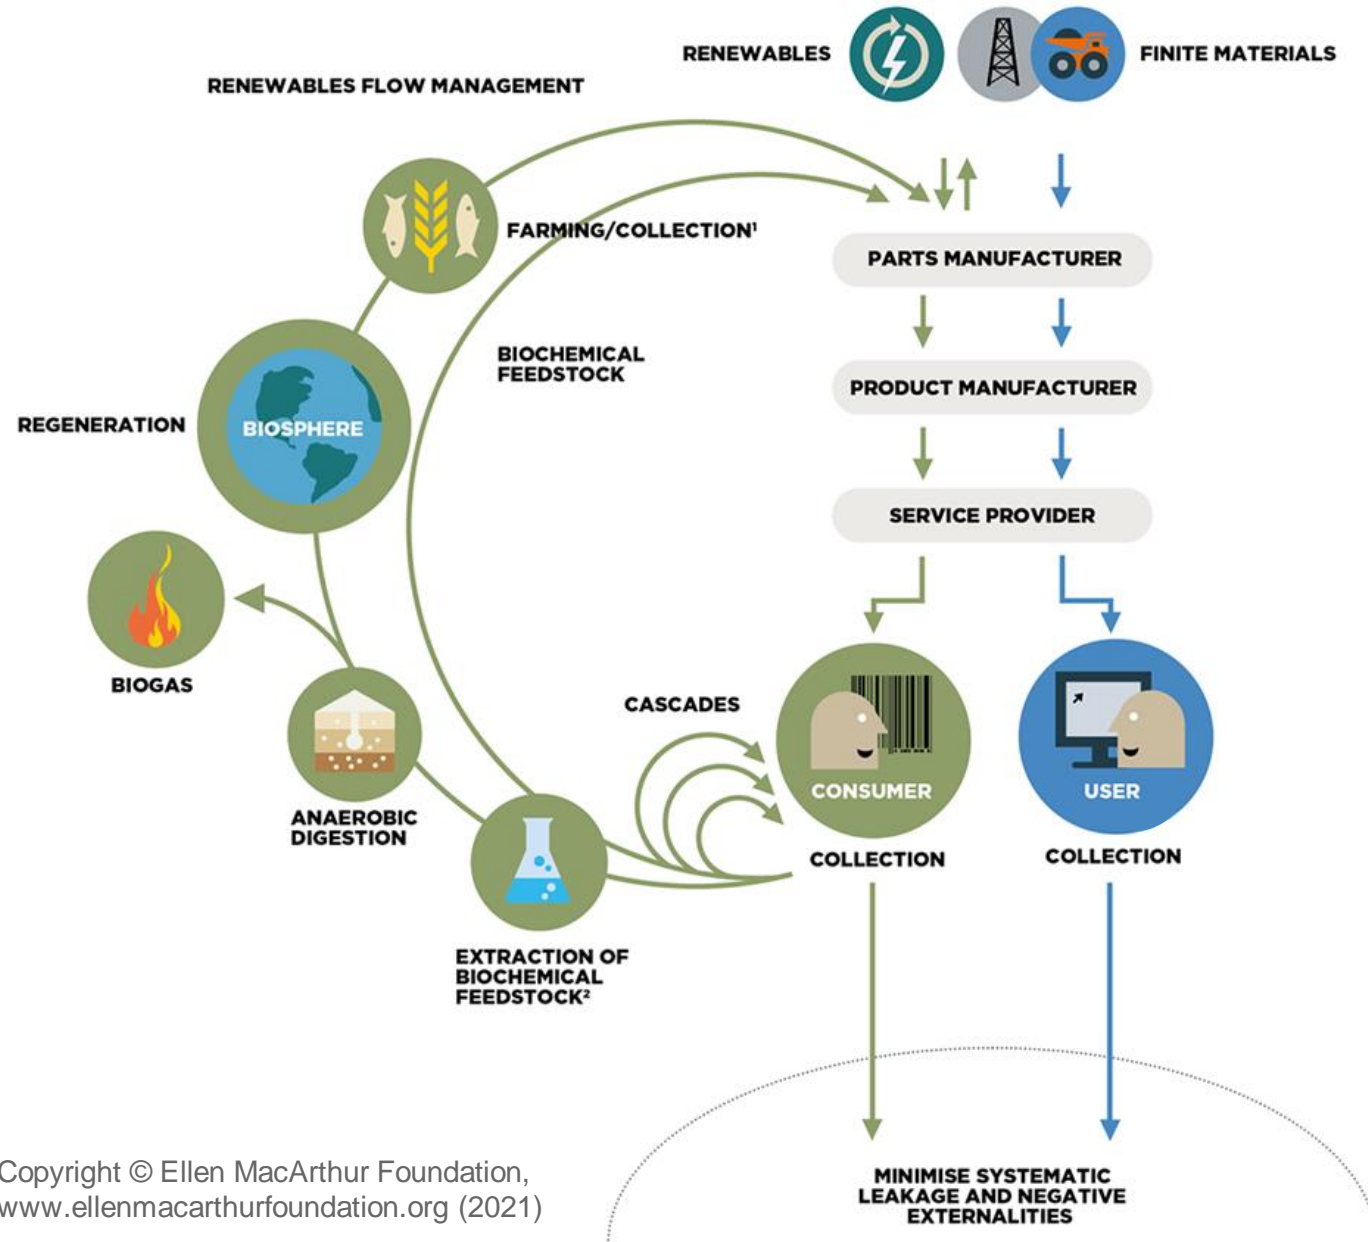 RENEWABLES
FINITE MATERIALS
RENEWABLES FLOW MANAGEMENT
FARMING/COLLECTION¹
PARTS MANUFACTURER
BIOCHEMICAL
FEEDSTOCK
PRODUCT MANUFACTURER
REGENERATION
BIOSPHERE
SERVICE PROVIDER
BIOGAS
CASCADES
CONSUMER
USER
ANAEROBIC
DIGESTION
COLLECTION
COLLECTION
EXTRACTION OF
BIOCHEMICAL
FEEDSTOCK²
MINIMISE SYSTEMATIC
LEAKAGE AND NEGATIVE
EXTERNALITIES
Copyright © Ellen MacArthur Foundation,
www.ellenmacarthurfoundation.org (2021)